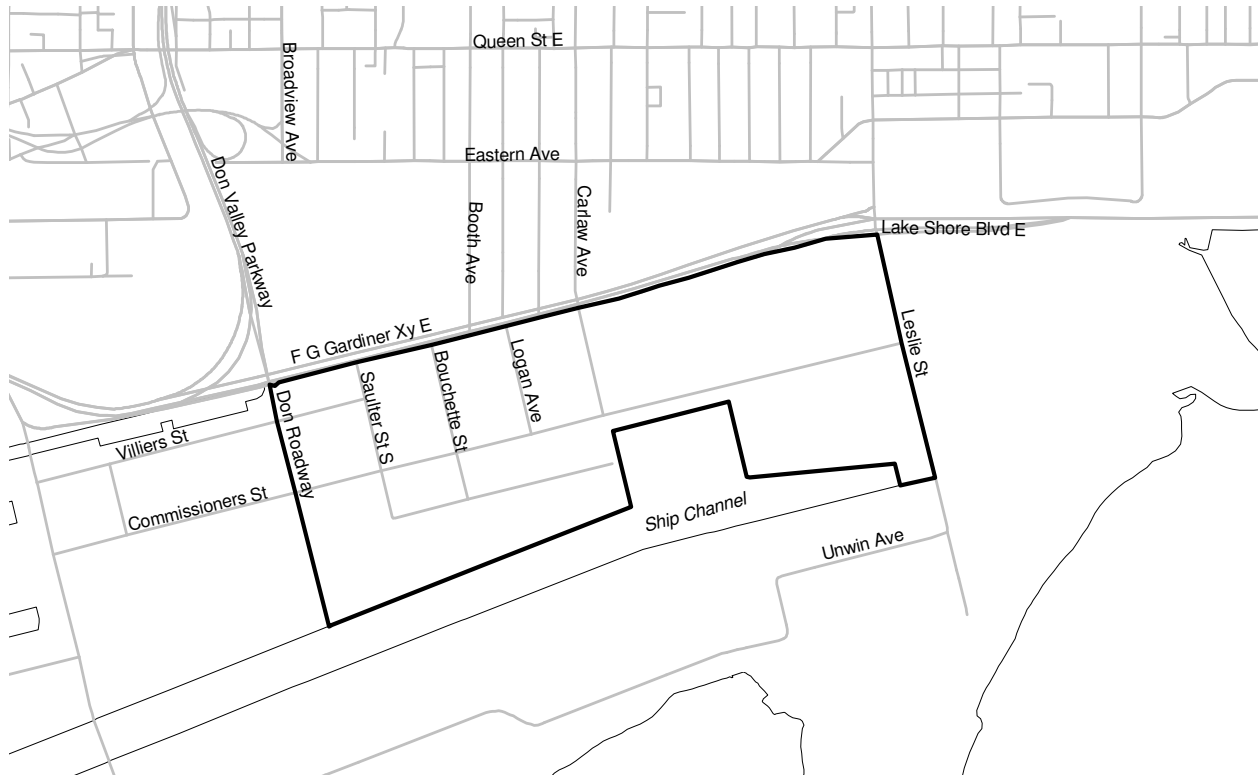 Queen St E
Broadview Ave
Eastern Ave
Don Valley Parkway
Booth Ave
Carlaw Ave
Lake Shore Blvd E
F G Gardiner Xy E
Leslie St
Logan Ave
Bouchette St
Saulter St S
Don Roadway
Villiers St
Commissioners St
Ship Channel
Unwin Ave